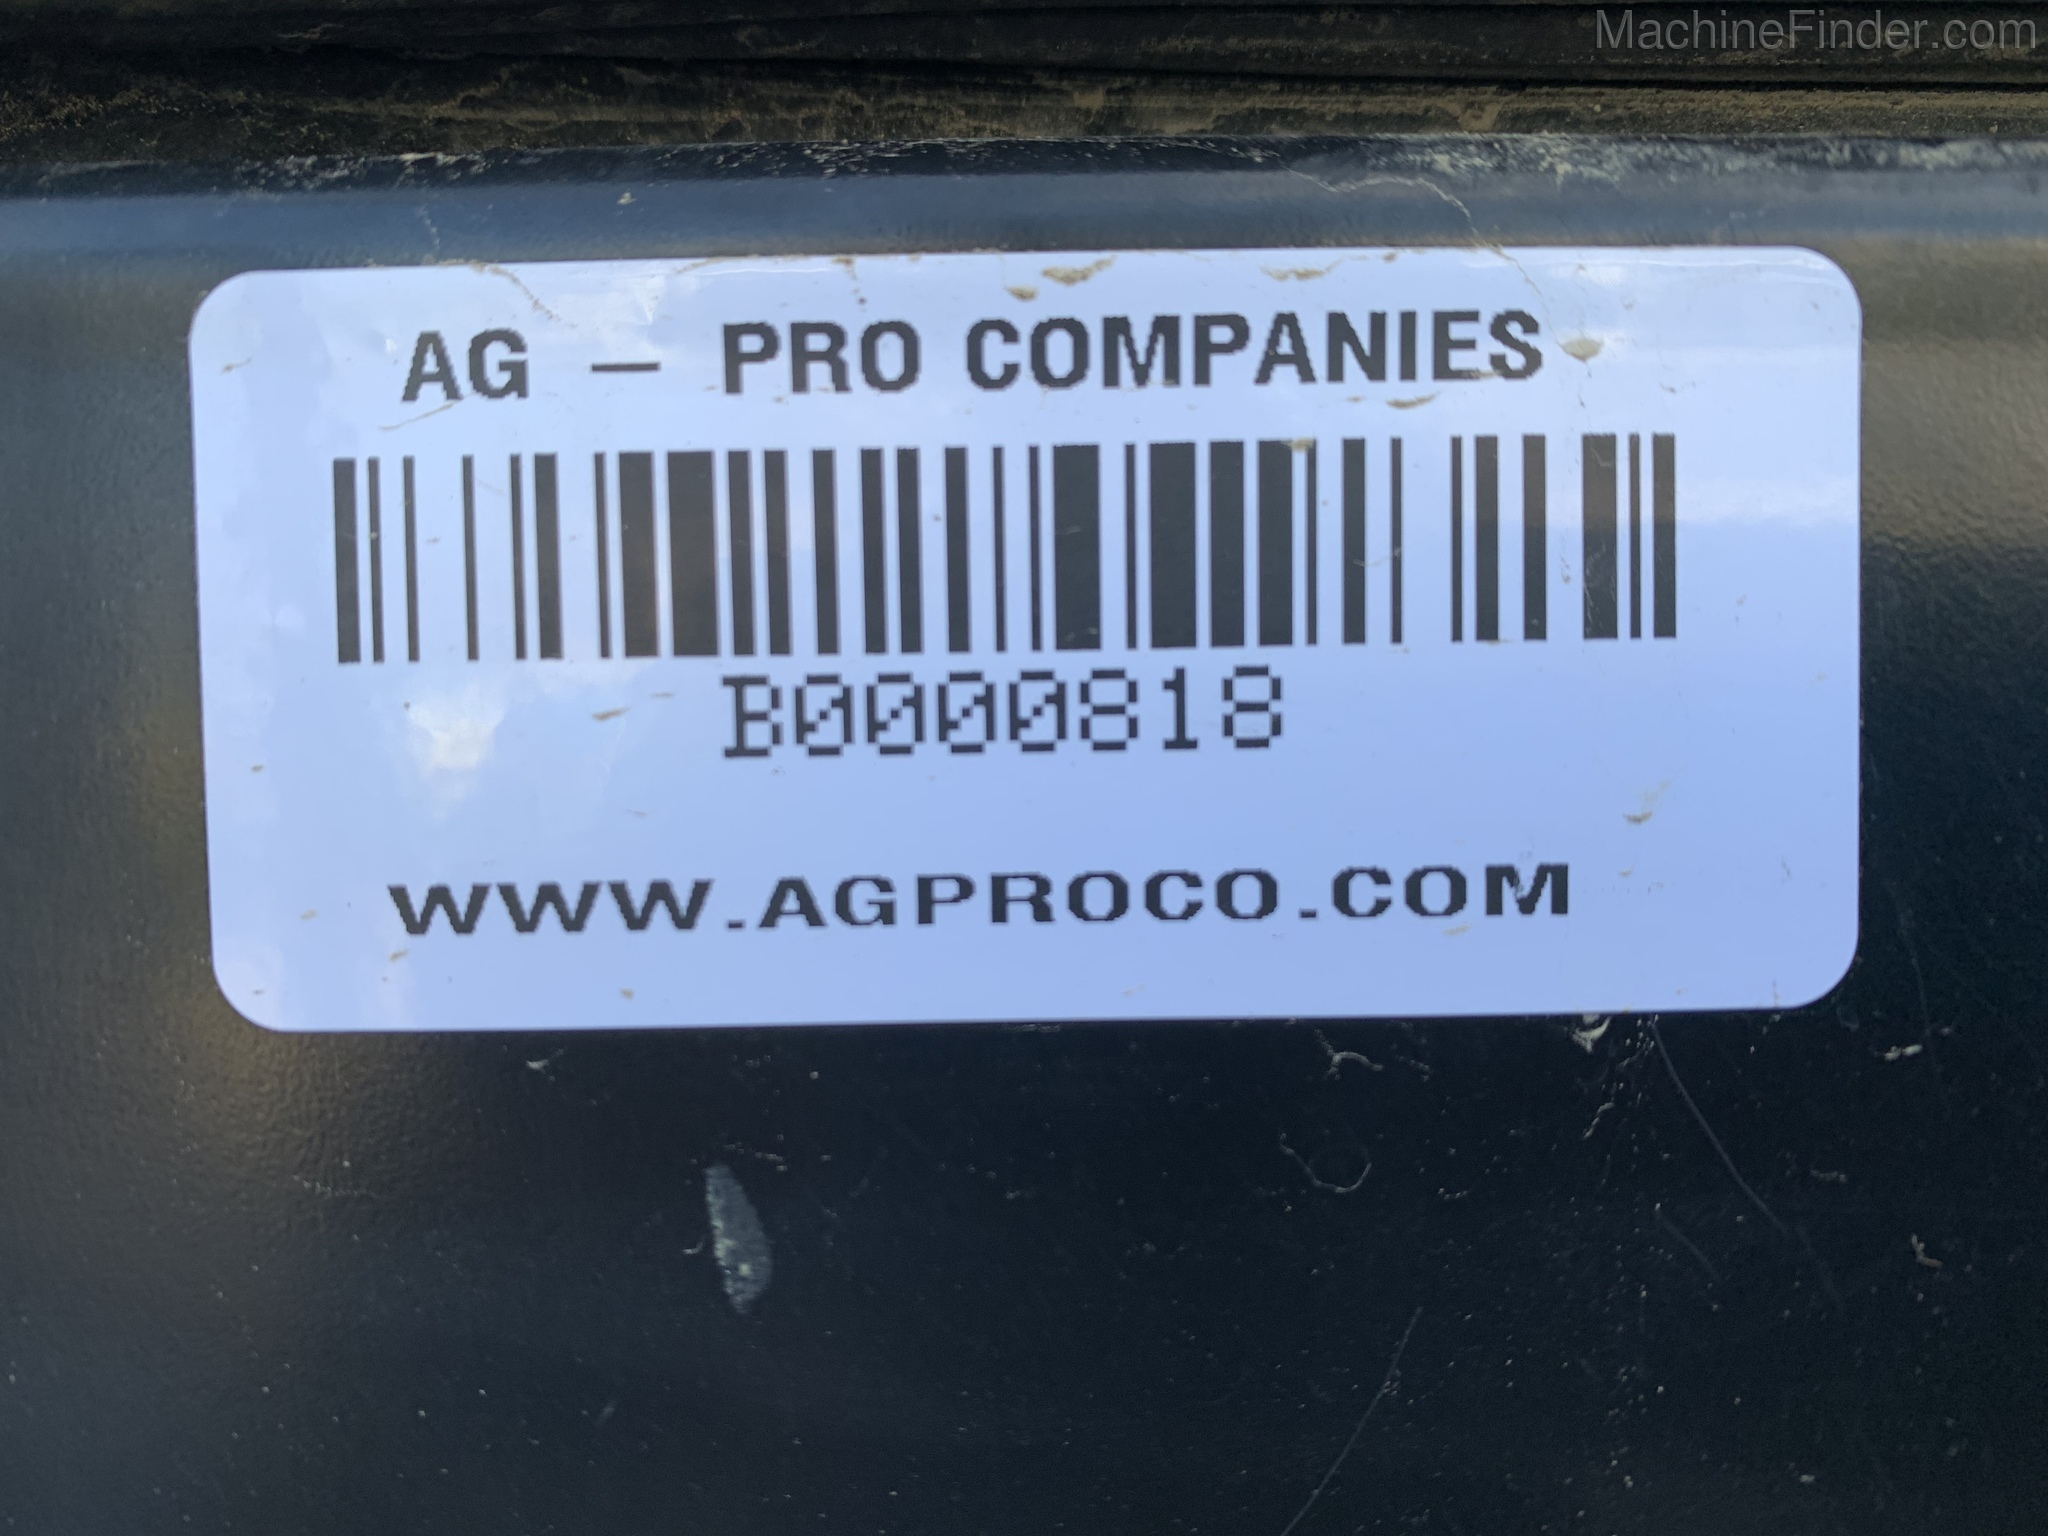 MachineFinder.com
AG - PRO COMPANIES
B0000818
WWW.AGPROCO.COM